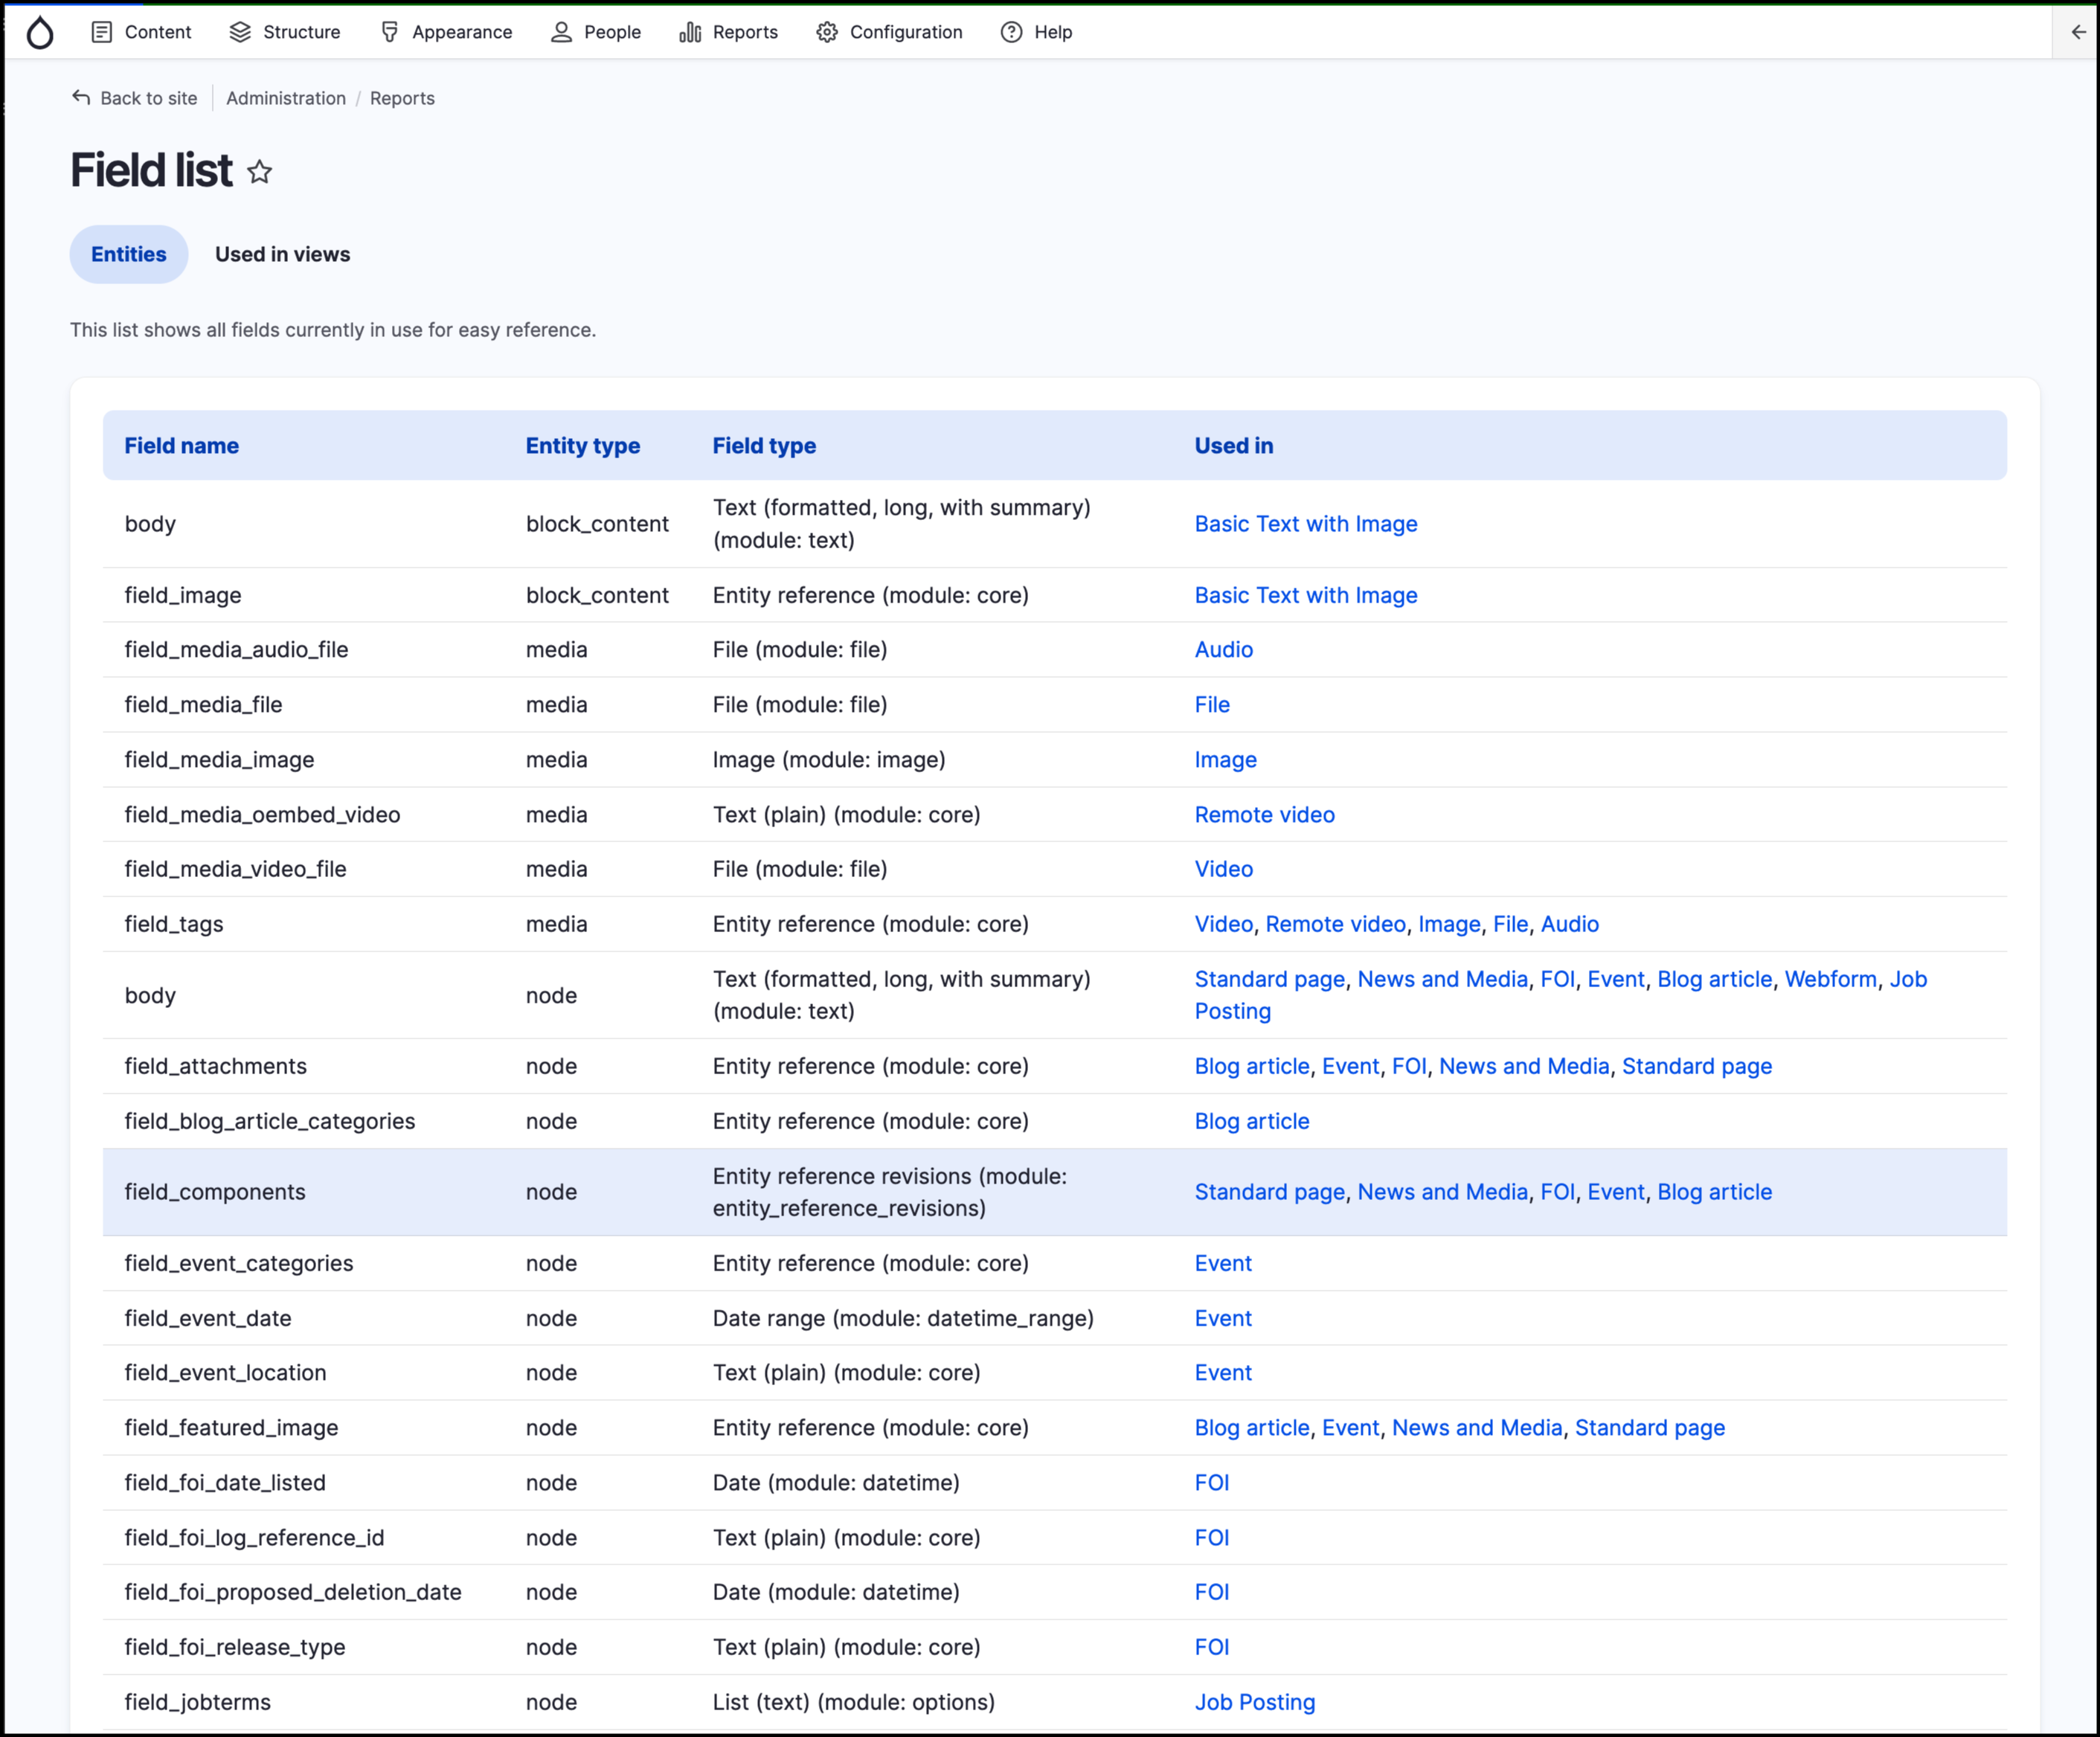 Content Structure Appearance People Reports Configuration Help
Back to site Administration / Reports
Field list
Entities Used in views
This list shows all fields currently in use for easy reference.
Field name Entity type Field type Used in
body block_content Text (formatted, long, with summary) (module: text) Basic Text with Image
field_image block_content Entity reference (module: core) Basic Text with Image
field_media_audio_file media File (module: file) Audio
field_media_file media File (module: file) File
field_media_image media Image (module: image) Image
field_media_oembed_video media Text (plain) (module: core) Remote video
field_media_video_file media File (module: file) Video
field_tags media Entity reference (module: core) Video, Remote video, Image, File, Audio
body node Text (formatted, long, with summary) (module: text) Standard page, News and Media, FOI, Event, Blog article, Webform, Job Posting
field_attachments node Entity reference (module: core) Blog article, Event, FOI, News and Media, Standard page
field_blog_article_categories node Entity reference (module: core) Blog article
field_components node Entity reference revisions (module: entity_reference_revisions) Standard page, News and Media, FOI, Event, Blog article
field_event_categories node Entity reference (module: core) Event
field_event_date node Date range (module: datetime_range) Event
field_event_location node Text (plain) (module: core) Event
field_featured_image node Entity reference (module: core) Blog article, Event, News and Media, Standard page
field_foi_date_listed node Date (module: datetime) FOI
field_foi_log_reference_id node Text (plain) (module: core) FOI
field_foi_proposed_deletion_date node Date (module: datetime) FOI
field_foi_release_type node Text (plain) (module: core) FOI
field_jobterms node List (text) (module: options) Job Posting